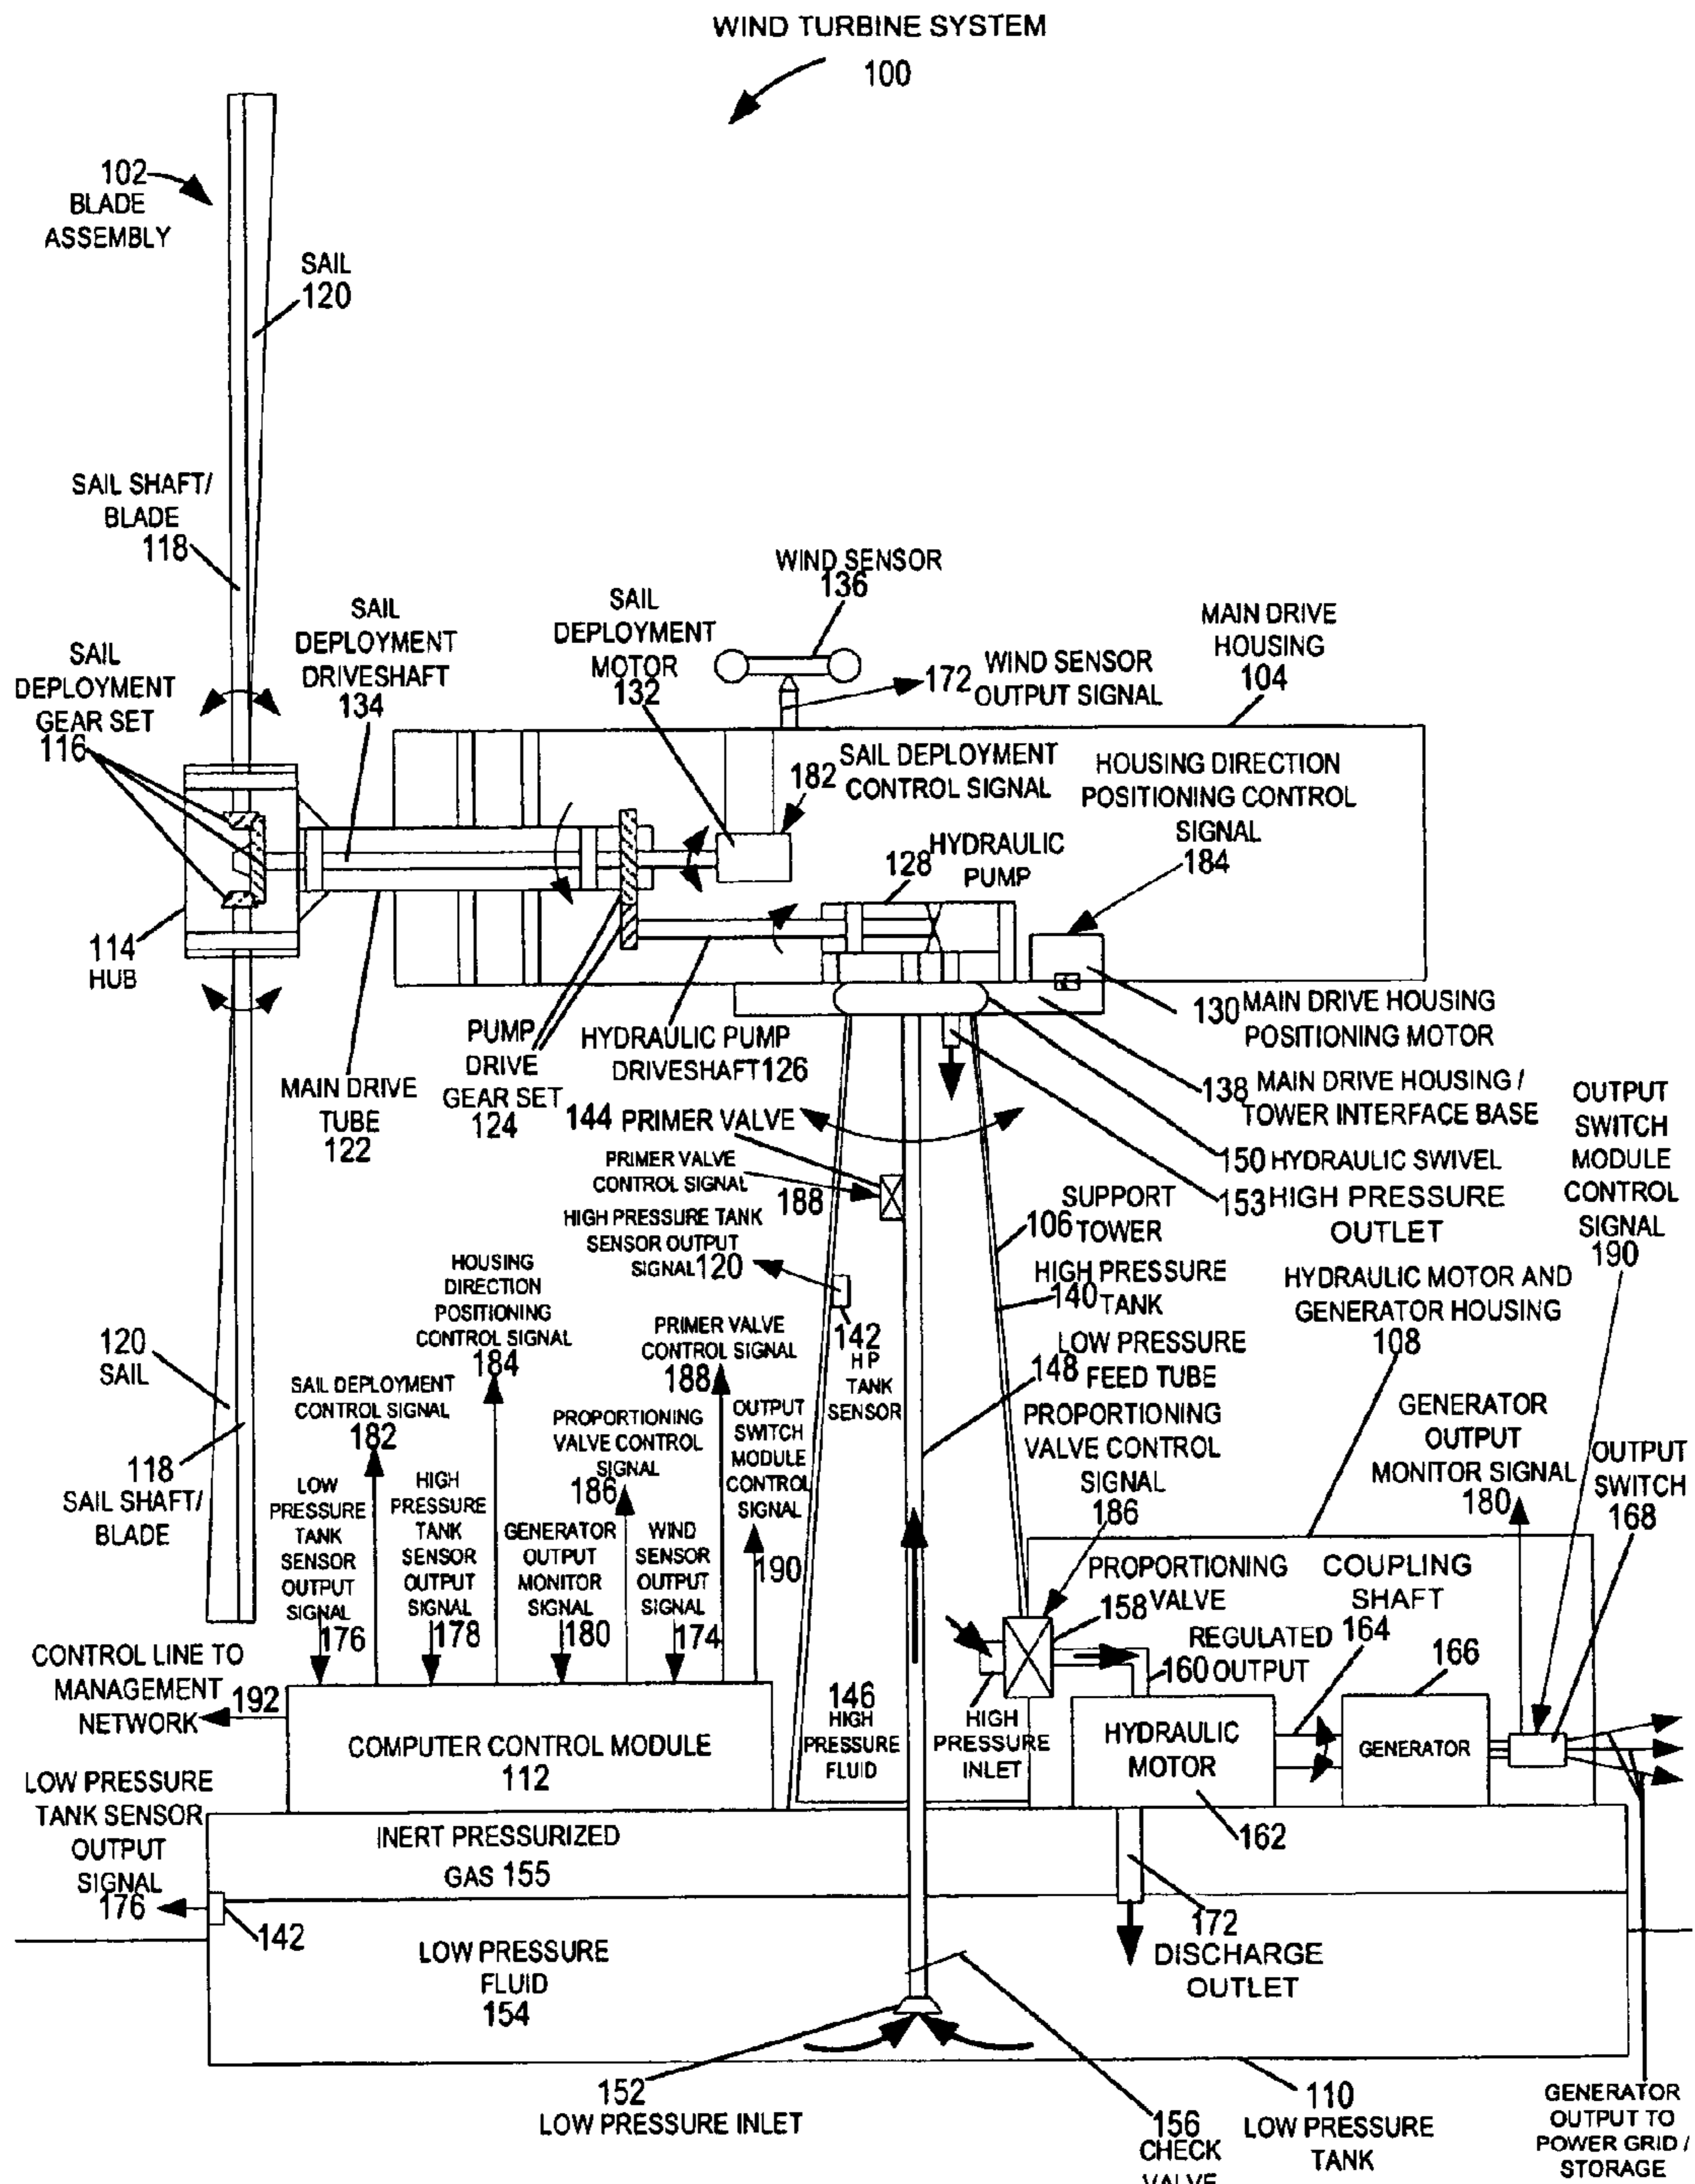 WIND TURBINE SYSTEM
100
102
BLADE
ASSEMBLY
SAIL
120
SAIL SHAFT/
BLADE
118
WIND SENSOR
136
SAIL
DEPLOYMENT
DRIVESHAFT
134
SAIL
DEPLOYMENT
MOTOR
132
MAIN DRIVE
HOUSING
104
SAIL
DEPLOYMENT
GEAR SET
116
172
WIND SENSOR
OUTPUT SIGNAL
182
SAIL DEPLOYMENT
CONTROL SIGNAL
HOUSING DIRECTION
POSITIONING CONTROL
SIGNAL
184
128
HYDRAULIC
PUMP
114
HUB
130
MAIN DRIVE HOUSING
POSITIONING MOTOR
MAIN DRIVE
TUBE
122
PUMP
DRIVE
GEAR SET
124
HYDRAULIC PUMP
DRIVESHAFT 126
138
MAIN DRIVE HOUSING /
TOWER INTERFACE BASE
OUTPUT
SWITCH
MODULE
CONTROL
SIGNAL
190
144 PRIMER VALVE
PRIMER VALVE
CONTROL SIGNAL
188
150 HYDRAULIC SWIVEL
153 HIGH PRESSURE
OUTLET
HIGH PRESSURE TANK
SENSOR OUTPUT
SIGNAL 120
SUPPORT
106 TOWER
HIGH PRESSURE
140 TANK
HYDRAULIC MOTOR AND
GENERATOR HOUSING
108
HOUSING
DIRECTION
POSITIONING
CONTROL SIGNAL
184
142
HP
TANK
SENSOR
LOW PRESSURE
148 FEED TUBE
120
SAIL
PRIMER VALVE
CONTROL SIGNAL
188
SAIL DEPLOYMENT
CONTROL SIGNAL
182
PROPORTIONING
VALVE CONTROL
SIGNAL
186
OUTPUT
SWITCH
MODULE
CONTROL
SIGNAL
190
PROPORTIONING
VALVE CONTROL
SIGNAL
186
GENERATOR
OUTPUT
MONITOR SIGNAL
180
OUTPUT
SWITCH
168
118
SAIL SHAFT/
BLADE
LOW
PRESSURE
TANK
SENSOR
OUTPUT
SIGNAL
176
HIGH
PRESSURE
TANK
SENSOR
OUTPUT
SIGNAL
178
GENERATOR
OUTPUT
MONITOR
SIGNAL
180
WIND
SENSOR
OUTPUT
SIGNAL
174
PROPORTIONING
VALVE
158
COUPLING
SHAFT
164
REGULATED
160 OUTPUT
166
CONTROL LINE TO
MANAGEMENT
NETWORK
192
COMPUTER CONTROL MODULE
112
146
HIGH
PRESSURE
FLUID
HIGH
PRESSURE
INLET
HYDRAULIC
MOTOR
GENERATOR
162
LOW PRESSURE
TANK SENSOR
OUTPUT
SIGNAL
176
INERT PRESSURIZED
GAS 155
142
LOW PRESSURE
FLUID
154
172
DISCHARGE
OUTLET
152
LOW PRESSURE INLET
156
CHECK
VALVE
110
LOW PRESSURE
TANK
GENERATOR
OUTPUT TO
POWER GRID /
STORAGE